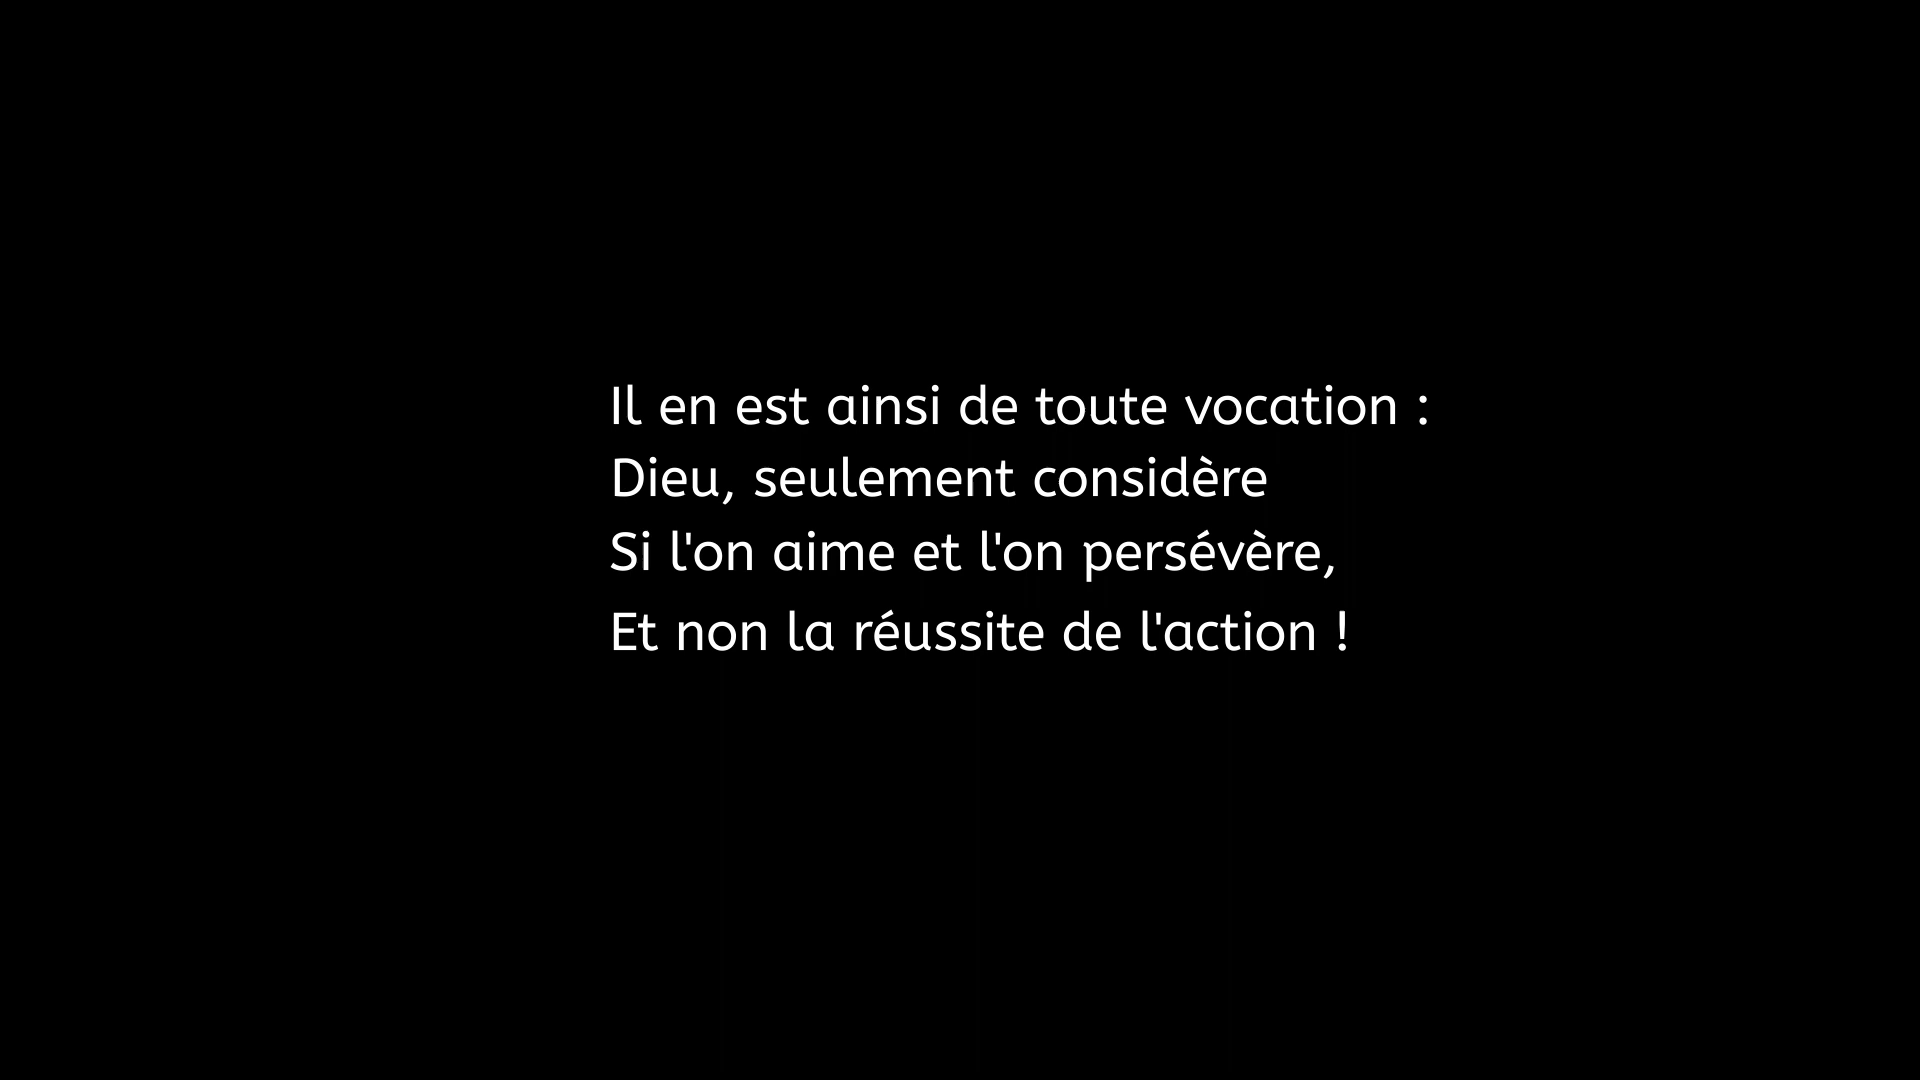 Il en est ainsi de toute vocation :
Dieu, seulement considère
Si l'on aime et l'on persévère,
Et non la réussite de l'action !